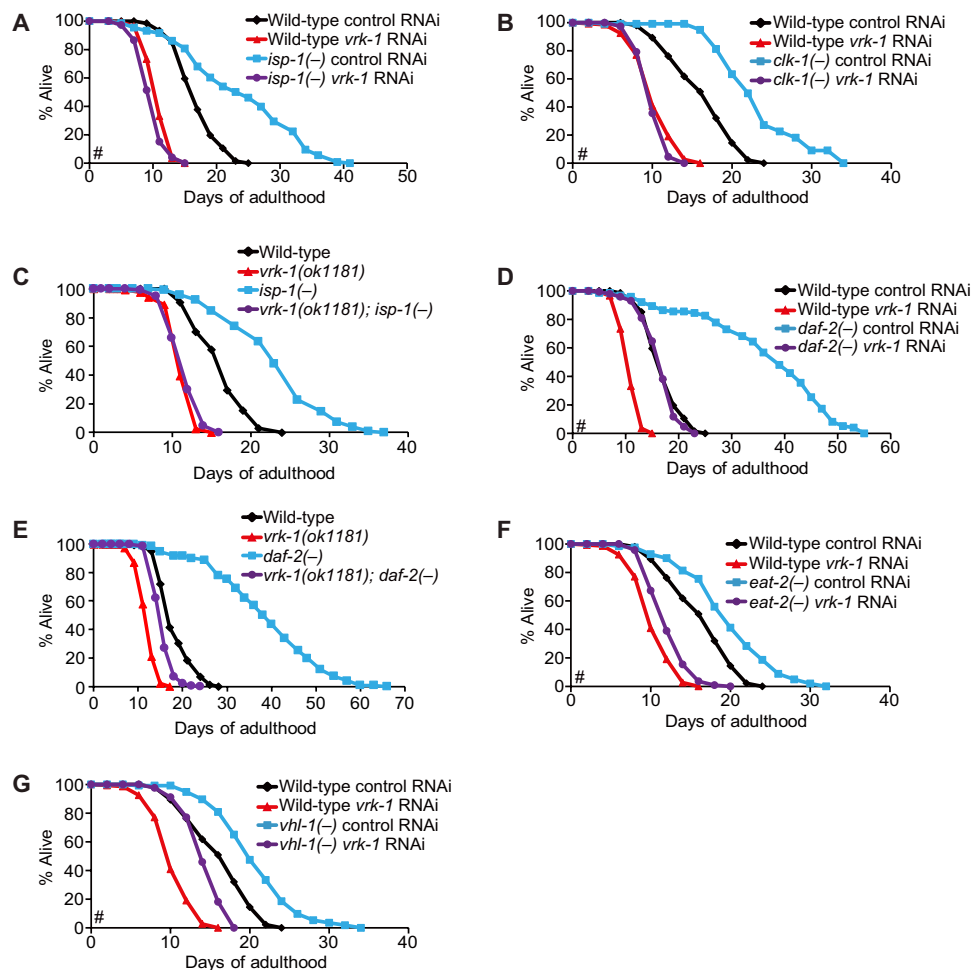 A
Wild-type control RNAi
Wild-type vrk-1 RNAi
isp-1(–) control RNAi
isp-1(–) vrk-1 RNAi
% Alive
100
80
60
40
20
0
#
0 10 20 30 40 50
Days of adulthood
B
Wild-type control RNAi
Wild-type vrk-1 RNAi
clk-1(–) control RNAi
clk-1(–) vrk-1 RNAi
% Alive
100
80
60
40
20
0
#
0 10 20 30 40
Days of adulthood
C
Wild-type
vrk-1(ok1181)
isp-1(–)
vrk-1(ok1181); isp-1(–)
% Alive
100
80
60
40
20
0
0 10 20 30 40
Days of adulthood
D
Wild-type control RNAi
Wild-type vrk-1 RNAi
daf-2(–) control RNAi
daf-2(–) vrk-1 RNAi
% Alive
100
80
60
40
20
0
#
0 10 20 30 40 50 60
Days of adulthood
E
Wild-type
vrk-1(ok1181)
daf-2(–)
vrk-1(ok1181); daf-2(–)
% Alive
100
80
60
40
20
0
0 10 20 30 40 50 60 70
Days of adulthood
F
Wild-type control RNAi
Wild-type vrk-1 RNAi
eat-2(–) control RNAi
eat-2(–) vrk-1 RNAi
% Alive
100
80
60
40
20
0
#
0 10 20 30 40
Days of adulthood
G
Wild-type control RNAi
Wild-type vrk-1 RNAi
vhl-1(–) control RNAi
vhl-1(–) vrk-1 RNAi
% Alive
100
80
60
40
20
0
#
0 10 20 30 40
Days of adulthood